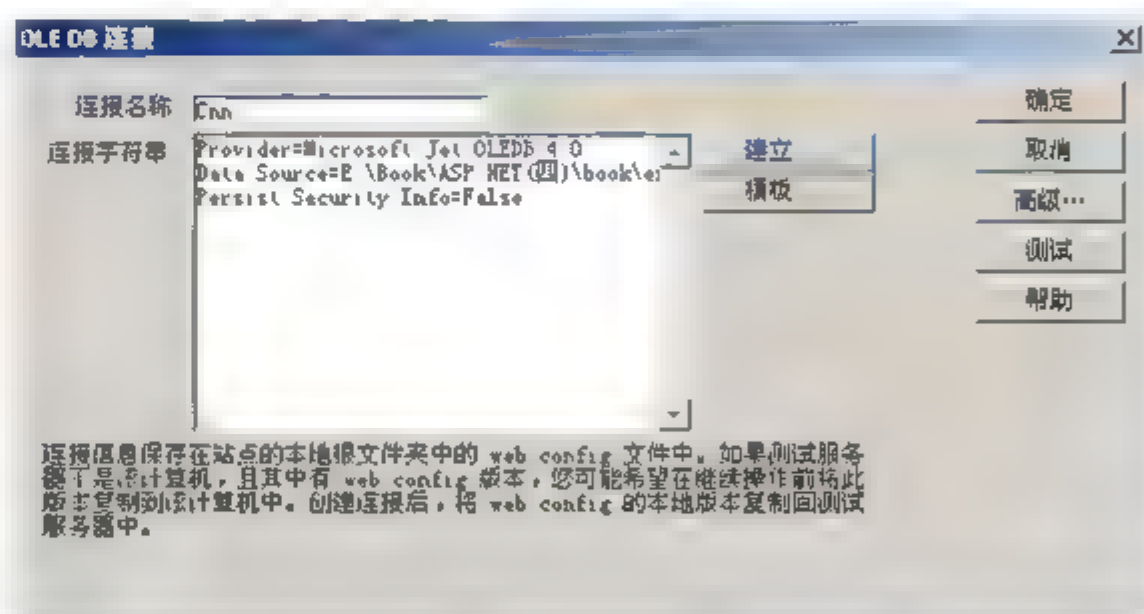 OLE DB 连接
连接名称 Cnn
确定
连接字符串 Provider=Microsoft Jet OLEDB 4 0
Data Source=E \Book\ASP NET(四)\book\e
Persist Security Info=False
建立
模板
取消
高级…
测试
帮助
连接信息保存在站点的本地根文件夹中的 web config 文件中。如果测试服务
器不是您计算机，且其中有 web config 版本，您可能希望在继续操作前将此
版本复制到您计算机中。创建连接后，将 web config 的本地版本复制回测试
服务器中。